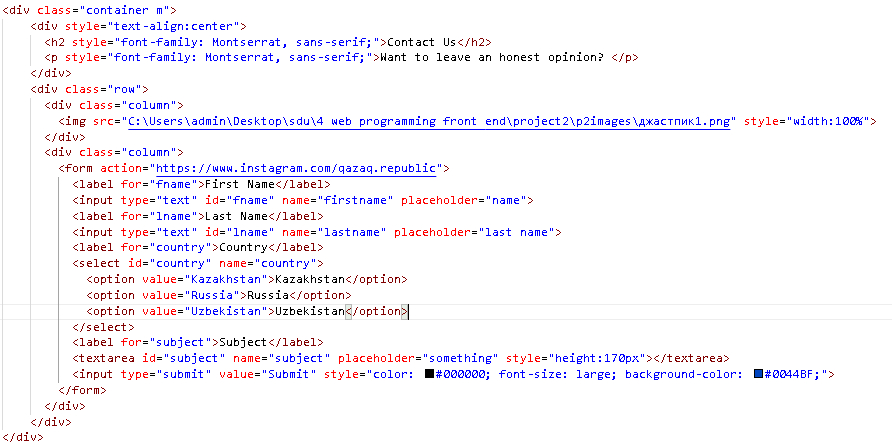 <div class="container m">
<div style="text-align:center">
<h2 style="font-family: Montserrat, sans-serif;">Contact Us</h2>
<p style="font-family: Montserrat, sans-serif;">Want to leave an honest opinion? </p>
</div>
<div class="row">
<div class="column">
<img src="C:\Users\admin\Desktop\sdu\4 web programming front end\project2\p2images\джастпик1.png" style="width:100%">
</div>
<div class="column">
<form action="https://www.instagram.com/qazaq.republic">
<label for="fname">First Name</label>
<input type="text" id="fname" name="firstname" placeholder="name">
<label for="lname">Last Name</label>
<input type="text" id="lname" name="lastname" placeholder="last name">
<label for="country">Country</label>
<select id="country" name="country">
<option value="Kazakhstan">Kazakhstan</option>
<option value="Russia">Russia</option>
<option value="Uzbekistan">Uzbekistan</option>
</select>
<label for="subject">Subject</label>
<textarea id="subject" name="subject" placeholder="something" style="height:170px"></textarea>
<input type="submit" value="Submit" style="color: #000000; font-size: large; background-color: #0044BF;">
</form>
</div>
</div>
</div>